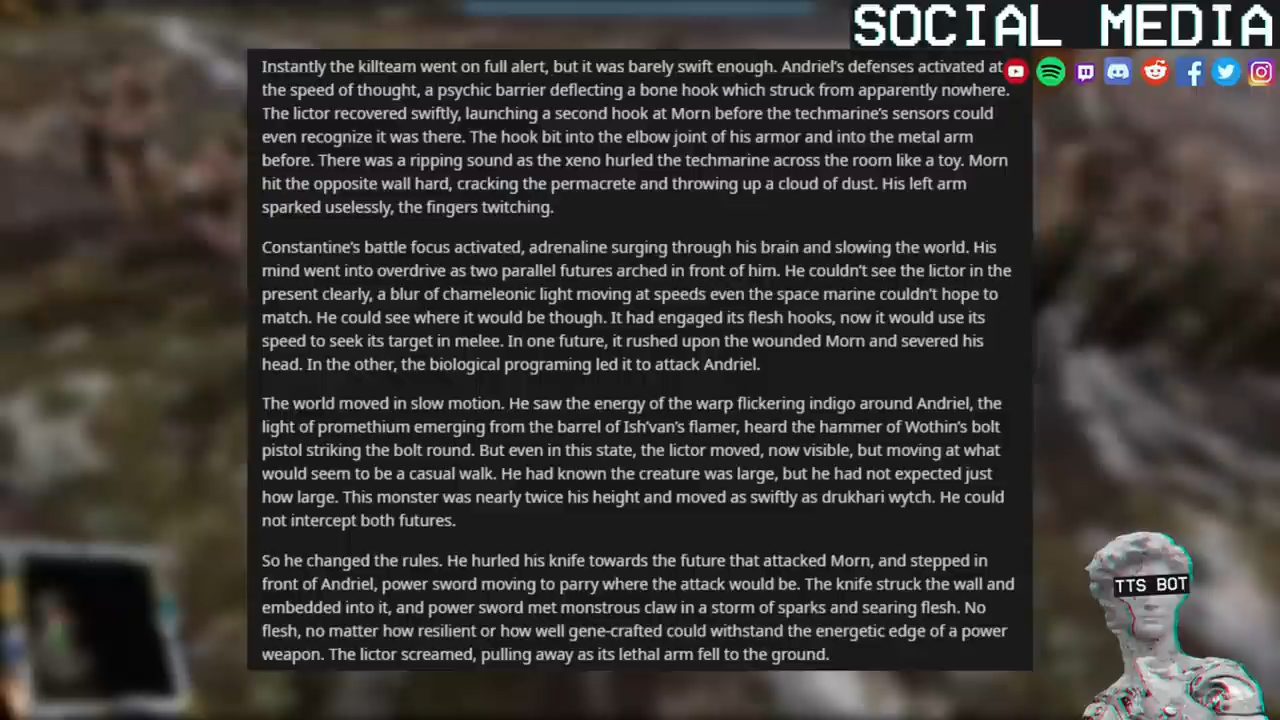 SOCIAL MEDIA
Instantly the killteam went on full alert, but it was barely swift enough. Andriel's defenses activated at
the speed of thought, a psychic barrier deflecting a bone hook which struck from apparently nowhere.
The lictor recovered swiftly, launching a second hook at Morn before the techmarine's sensors could
even recognize it was there. The hook bit into the elbow joint of his armor and into the metal arm
before. There was a ripping sound as the xeno hurled the techmarine across the room like a toy. Morn
hit the opposite wall hard, cracking the permacrete and throwing up a cloud of dust. His left arm
sparked uselessly, the fingers twitching.
Constantine's battle focus activated, adrenaline surging through his brain and slowing the world. His
mind went into overdrive as two parallel futures arched in front of him. He couldn't see the lictor in the
present clearly, a blur of chameleonic light moving at speeds even the space marine couldn't hope to
match. He could see where it would be though. It had engaged its flesh hooks, now it would use its
speed to seek its target in melee. In one future, it rushed upon the wounded Morn and severed his
head. In the other, the biological programing led it to attack Andriel.
The world moved in slow motion. He saw the energy of the warp flickering indigo around Andriel, the
light of promethium emerging from the barrel of Ish'van's flamer, heard the hammer of Wothin's bolt
pistol striking the bolt round. But even in this state, the lictor moved, now visible, but moving at what
would seem to be a casual walk. He had known the creature was large, but he had not expected just
how large. This monster was nearly twice his height and moved as swiftly as drukhari wytch. He could
not intercept both futures.
So he changed the rules. He hurled his knife towards the future that attacked Morn, and stepped in
front of Andriel, power sword moving to parry where the attack would be. The knife struck the wall and
embedded into it, and power sword met monstrous claw in a storm of sparks and searing flesh. No
flesh, no matter how resilient or how well gene-crafted could withstand the energetic edge of a power
weapon. The lictor screamed, pulling away as its lethal arm fell to the ground.
TTS BOT